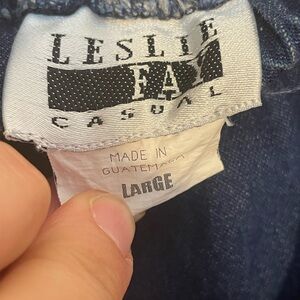 LESLIE
FAY
CASUAL
MADE IN
GUATEMALA
LARGE